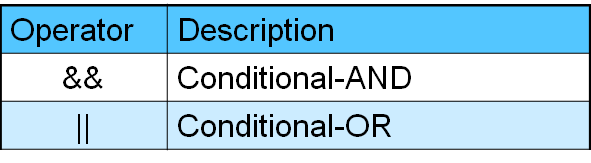 Operator Description
&& Conditional-AND
|| Conditional-OR